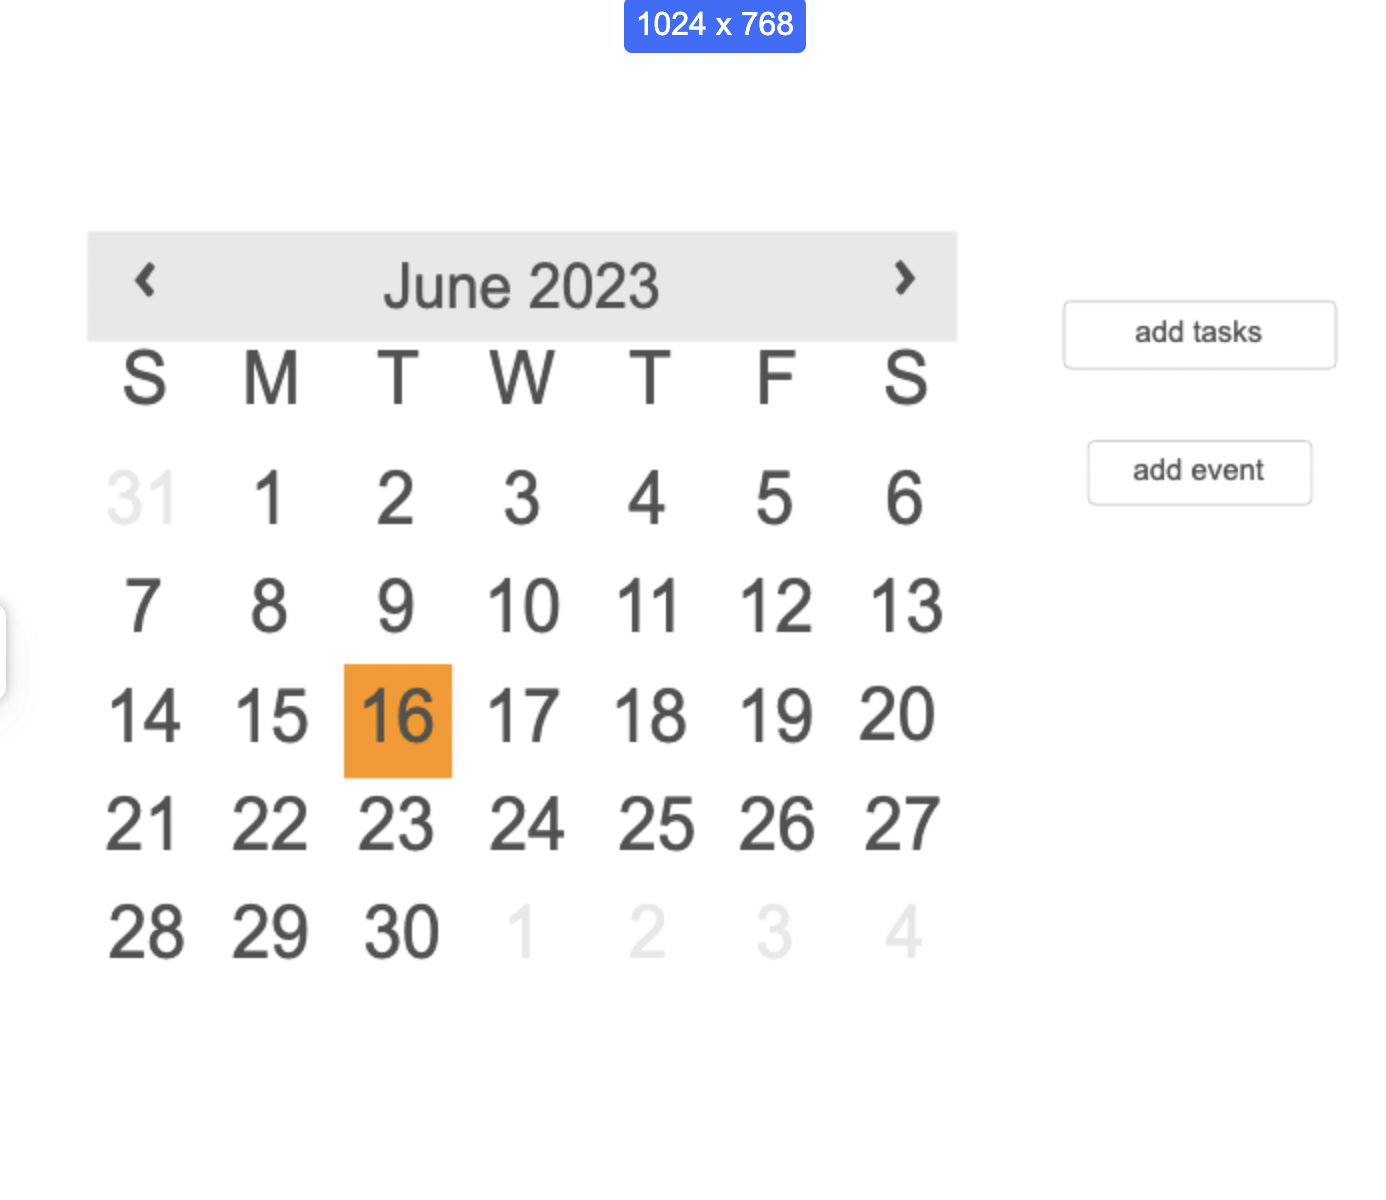 1024 x 768
‹ June 2023 ›
S M T W T F S
31 1 2 3 4 5 6
7 8 9 10 11 12 13
14 15 16 17 18 19 20
21 22 23 24 25 26 27
28 29 30 1 2 3 4
add tasks
add event